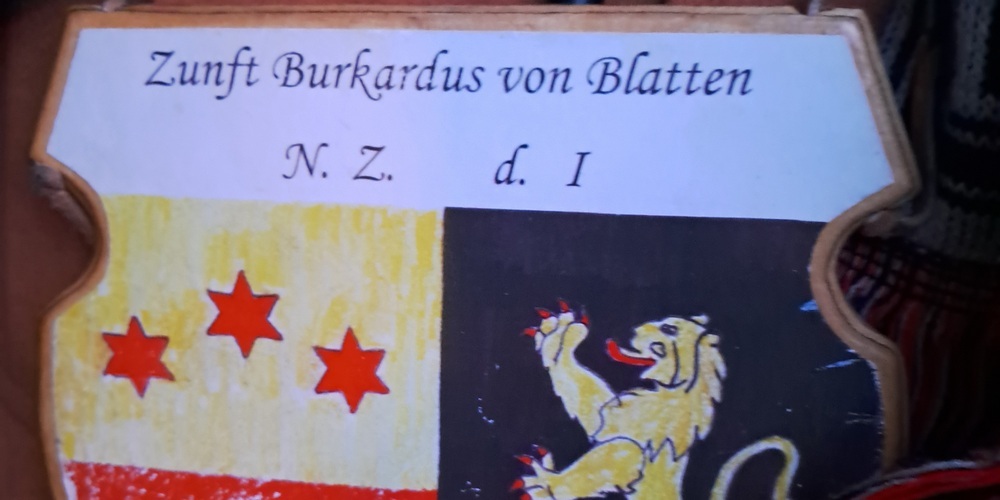 Zunft Burkardus von Blatten
N. Z. d. I